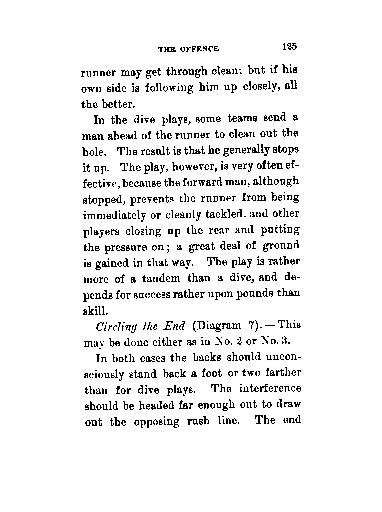 THE OFFENCE 125
runner may get through clean; but if his
own side is following him up closely, all
the better.
In the dive plays, some teams send a
man ahead of the runner to clean out the
hole. The result is that he generally stops
it up. The play, however, is very often ef-
fective, because the forward man, although
stopped, prevents the runner from being
immediately or cleanly tackled, and other
players closing up the rear and putting
the pressure on; a great deal of ground
is gained in that way. The play is rather
more of a tandem than a dive, and de-
pends for success rather upon pounds than
skill.
Circling the End (Diagram 7).—This
may be done either as in No. 2 or No. 3.
In both cases the backs should uncon-
sciously stand back a foot or two farther
than for dive plays. The interference
should be headed far enough out to draw
out the opposing rush line. The end